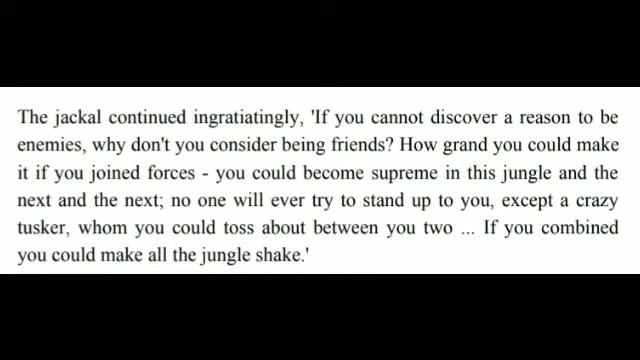 The jackal continued ingratiatingly, 'If you cannot discover a reason to be
enemies, why don't you consider being friends? How grand you could make
it if you joined forces - you could become supreme in this jungle and the
next and the next; no one will ever try to stand up to you, except a crazy
tusker, whom you could toss about between you two ... If you combined
you could make all the jungle shake.'